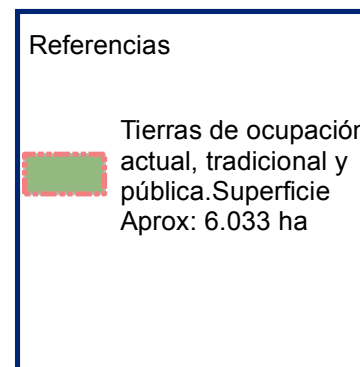 Referencias
Tierras de ocupación
actual, tradicional y
pública.Superficie
Aprox: 6.033 ha